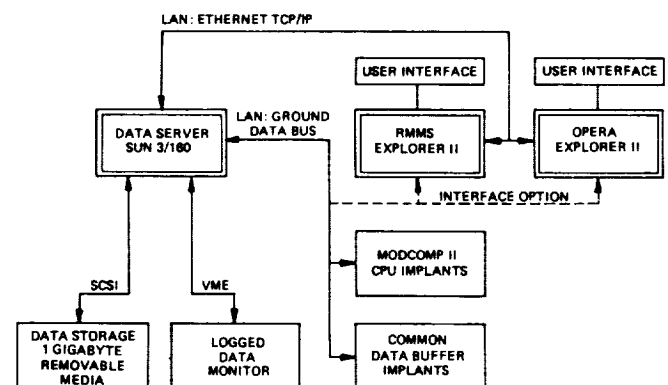 LAN: ETHERNET TCP/IP
USER INTERFACE
USER INTERFACE
LAN: GROUND
DATA BUS
DATA SERVER
SUN 3/160
RMMS
EXPLORER II
OPERA
EXPLORER II
INTERFACE OPTION
MODCOMP II
CPU IMPLANTS
SCSI
VME
DATA STORAGE
1 GIGABYTE
REMOVABLE
MEDIA
LOGGED
DATA
MONITOR
COMMON
DATA BUFFER
IMPLANTS